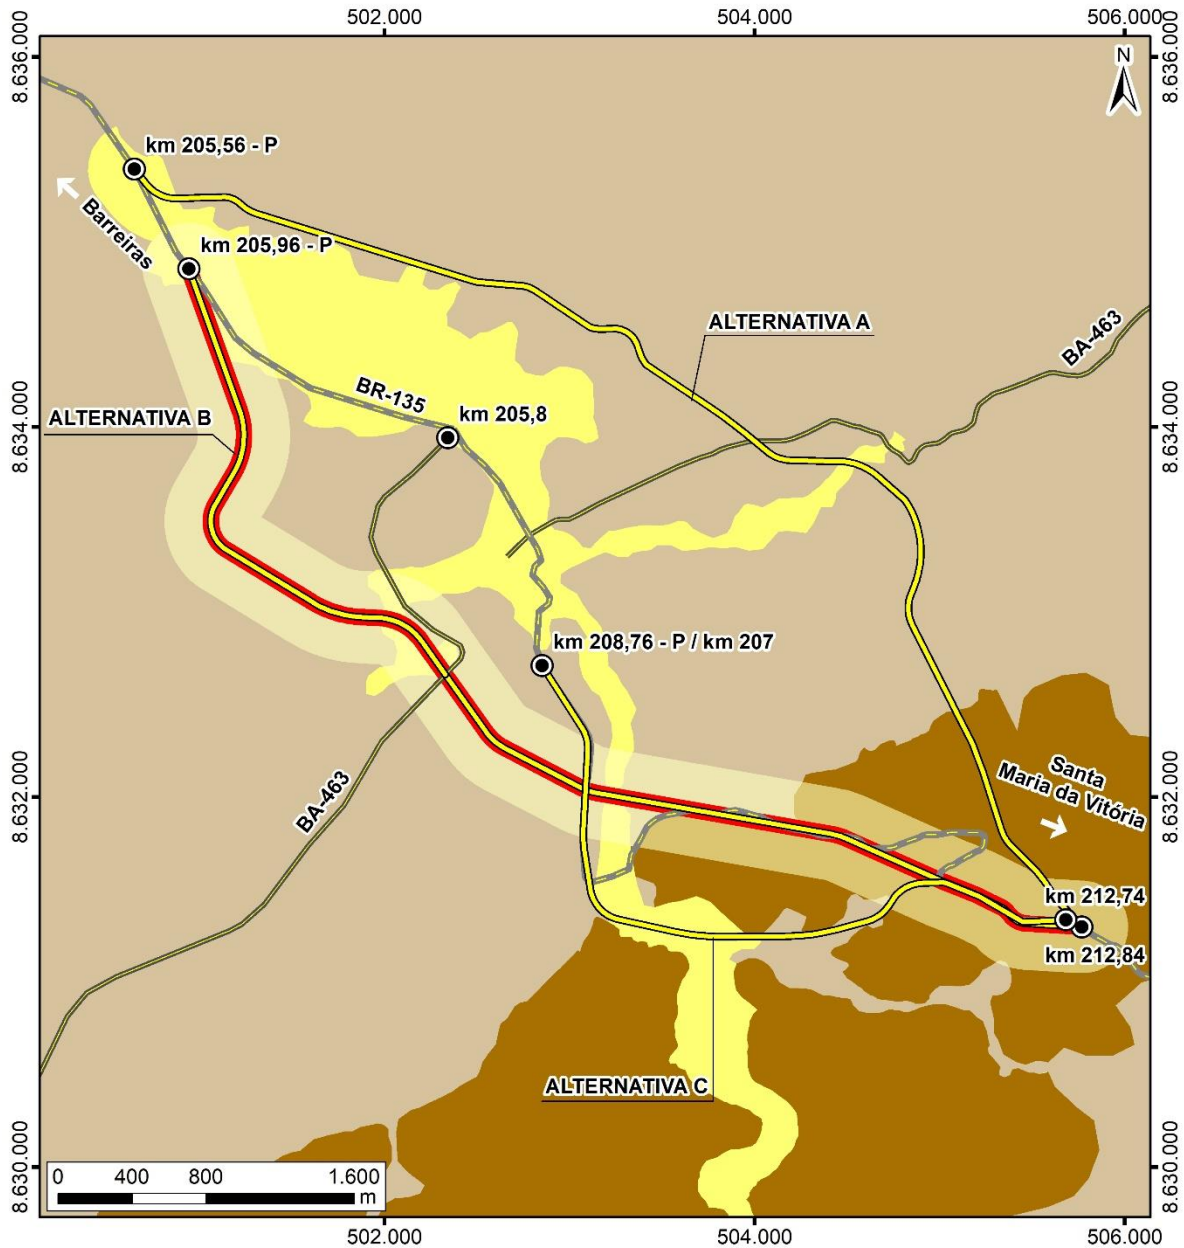 502.000
504.000
506.000
8.636.000
8.636.000
N
km 205,56 - P
Barreiras
km 205,96 - P
ALTERNATIVA A
BA-463
BR-135
km 205,8
ALTERNATIVA B
8.634.000
8.634.000
km 208,76 - P / km 207
Santa
Maria da Vitória
BA-463
8.632.000
8.632.000
km 212,74
km 212,84
ALTERNATIVA C
8.630.000
8.630.000
0
400
800
1.600
m
502.000
504.000
506.000